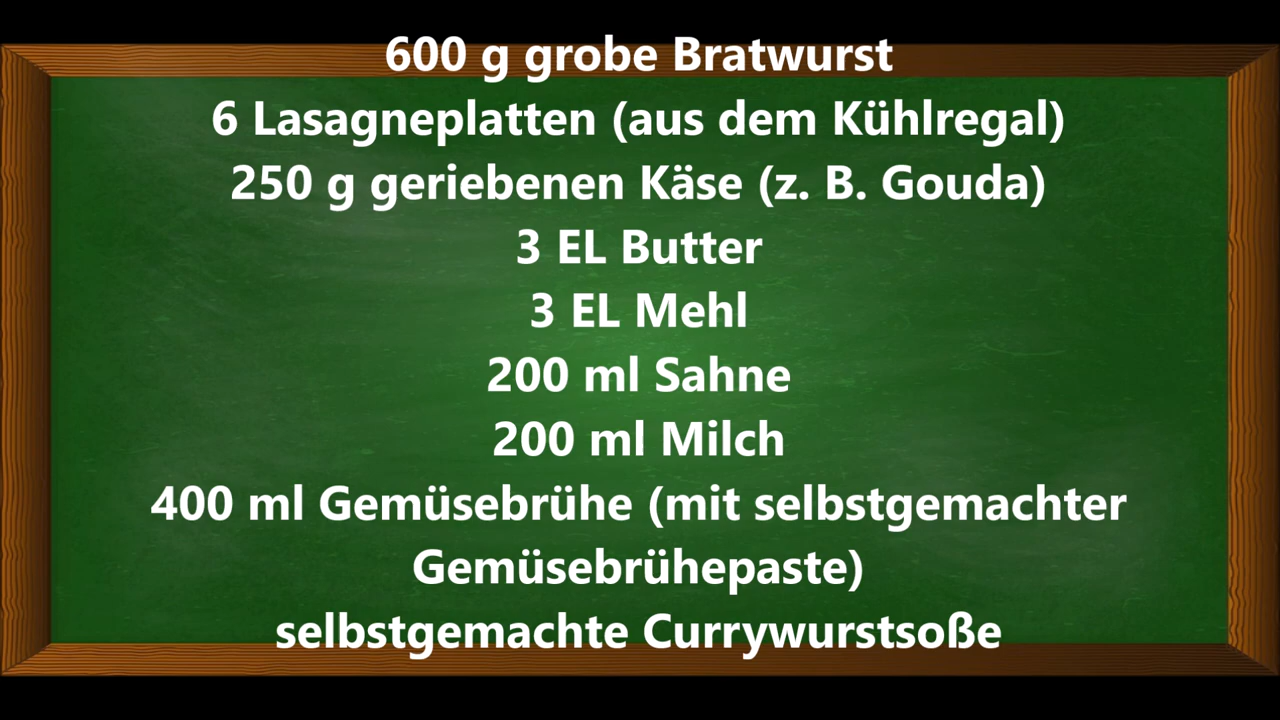 600 g grobe Bratwurst
6 Lasagneplatten (aus dem Kühlregal)
250 g geriebenen Käse (z. B. Gouda)
3 EL Butter
3 EL Mehl
200 ml Sahne
200 ml Milch
400 ml Gemüsebrühe (mit selbstgemachter
Gemüsebrühepaste)
selbstgemachte Currywurstsoße